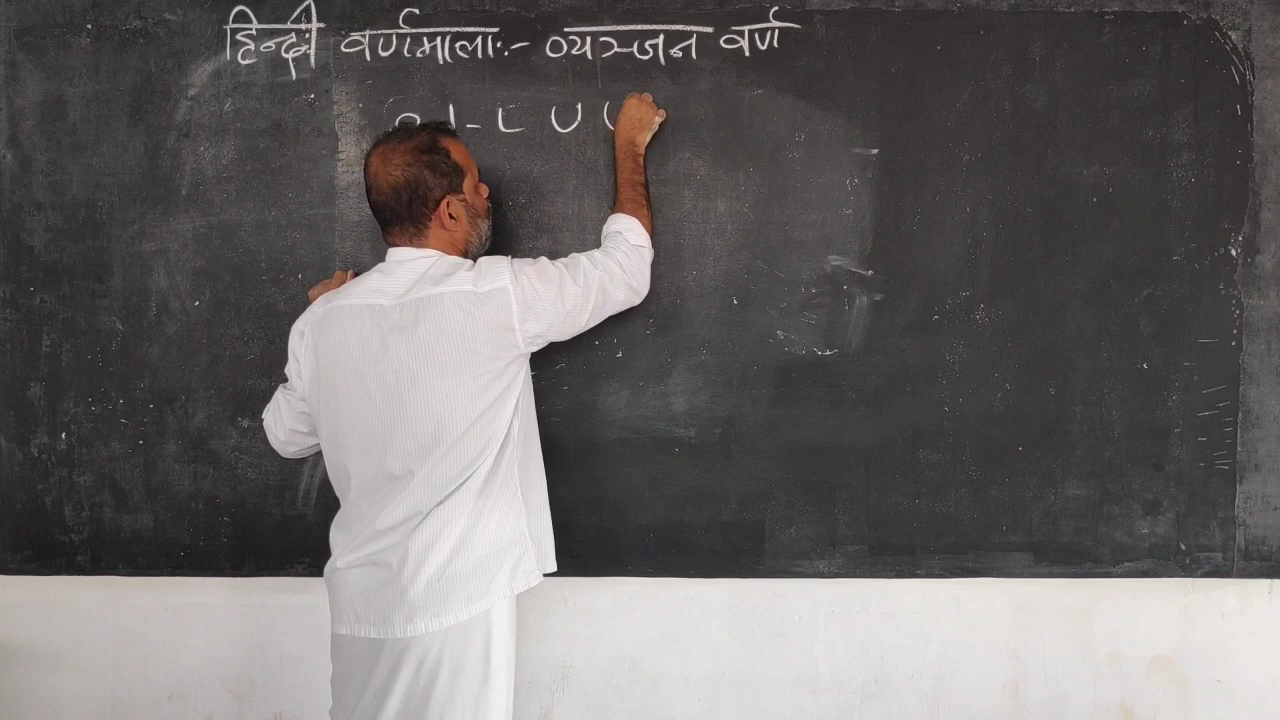 हिन्दी वर्णमालाः- व्यञ्जन वर्ण